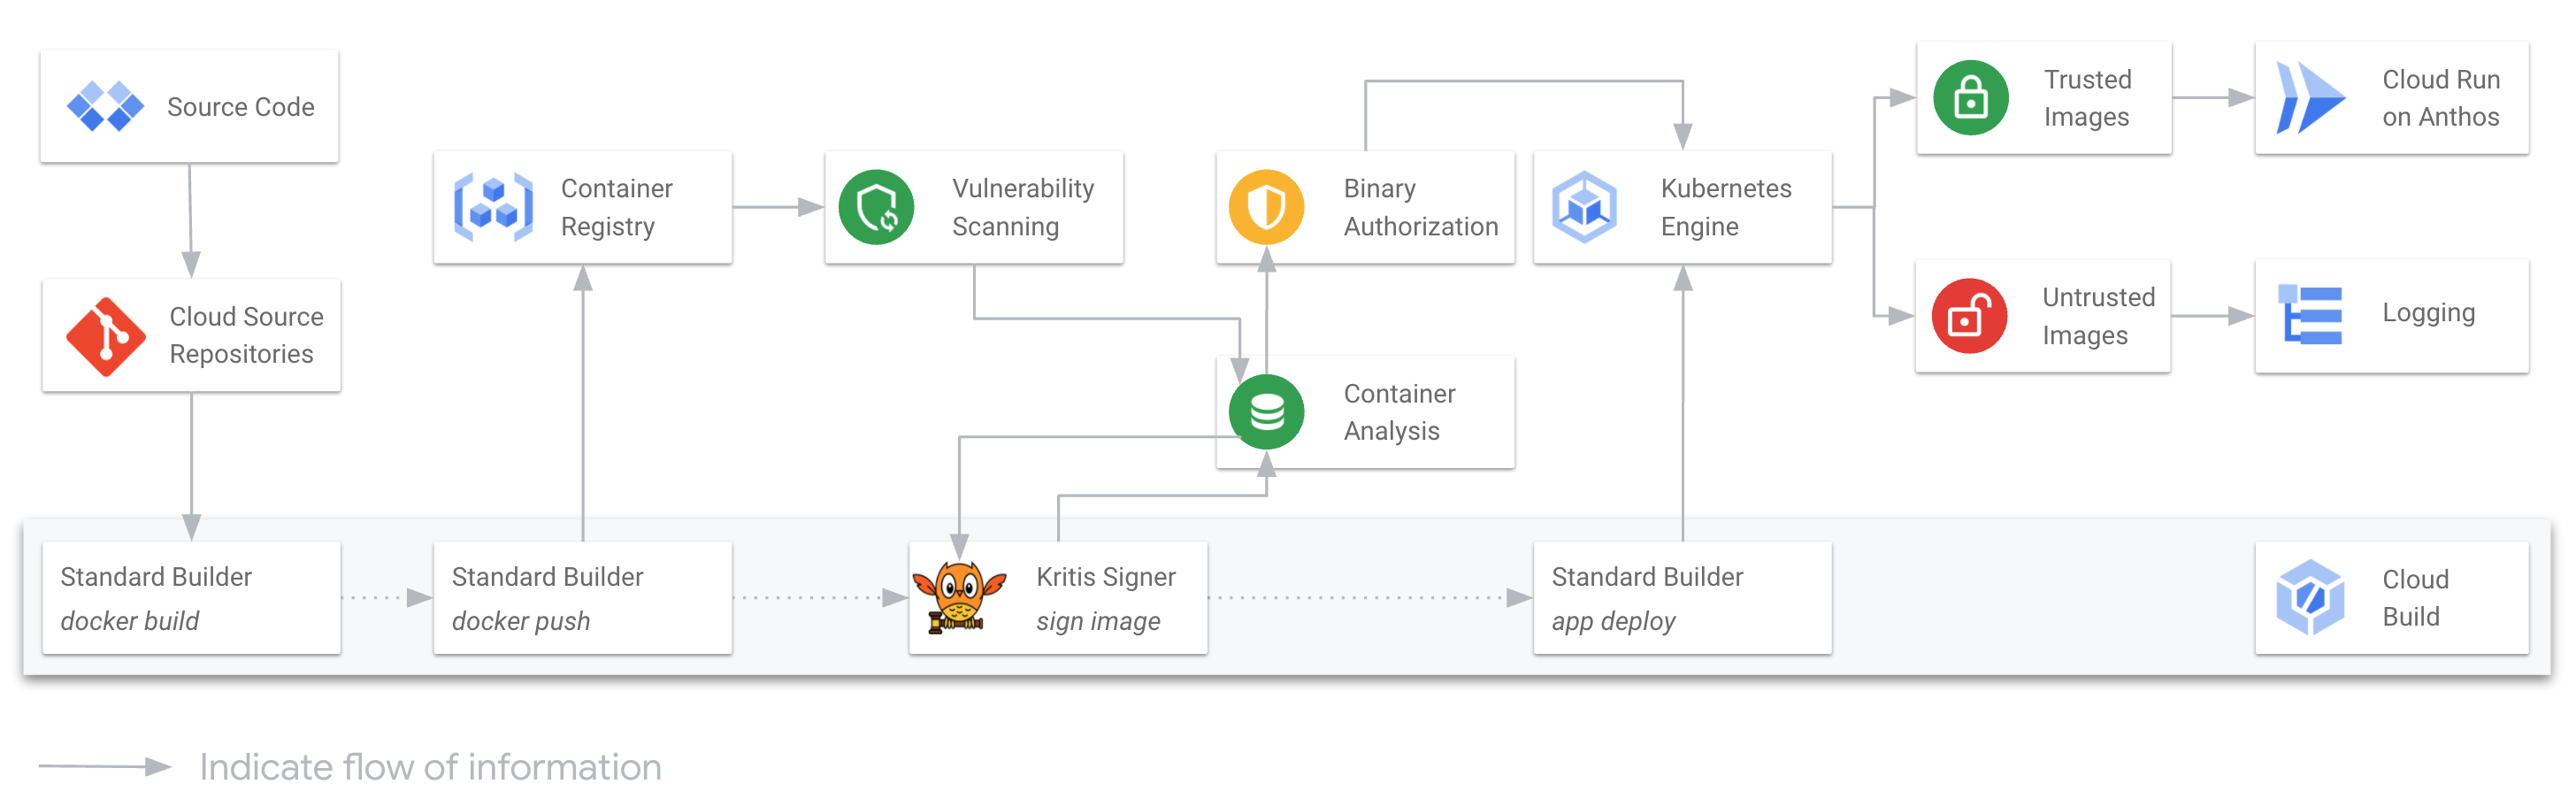 Source Code
Cloud Source
Repositories
Container
Registry
Vulnerability
Scanning
Binary
Authorization
Kubernetes
Engine
Trusted
Images
Cloud Run
on Anthos
Untrusted
Images
Logging
Container
Analysis
Standard Builder
docker build
Standard Builder
docker push
Kritis Signer
sign image
Standard Builder
app deploy
Cloud
Build
Indicate flow of information